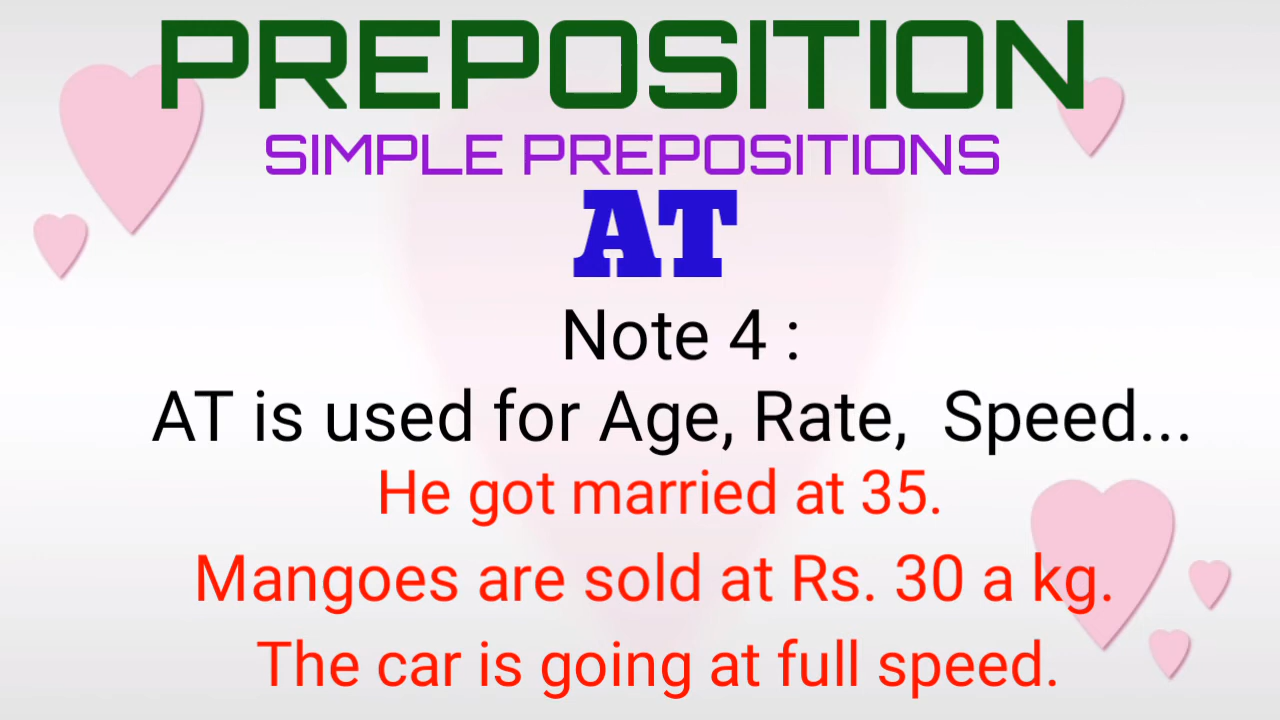 PREPOSITION
SIMPLE PREPOSITIONS
AT
Note 4 :
AT is used for Age, Rate, Speed...
He got married at 35.
Mangoes are sold at Rs. 30 a kg.
The car is going at full speed.